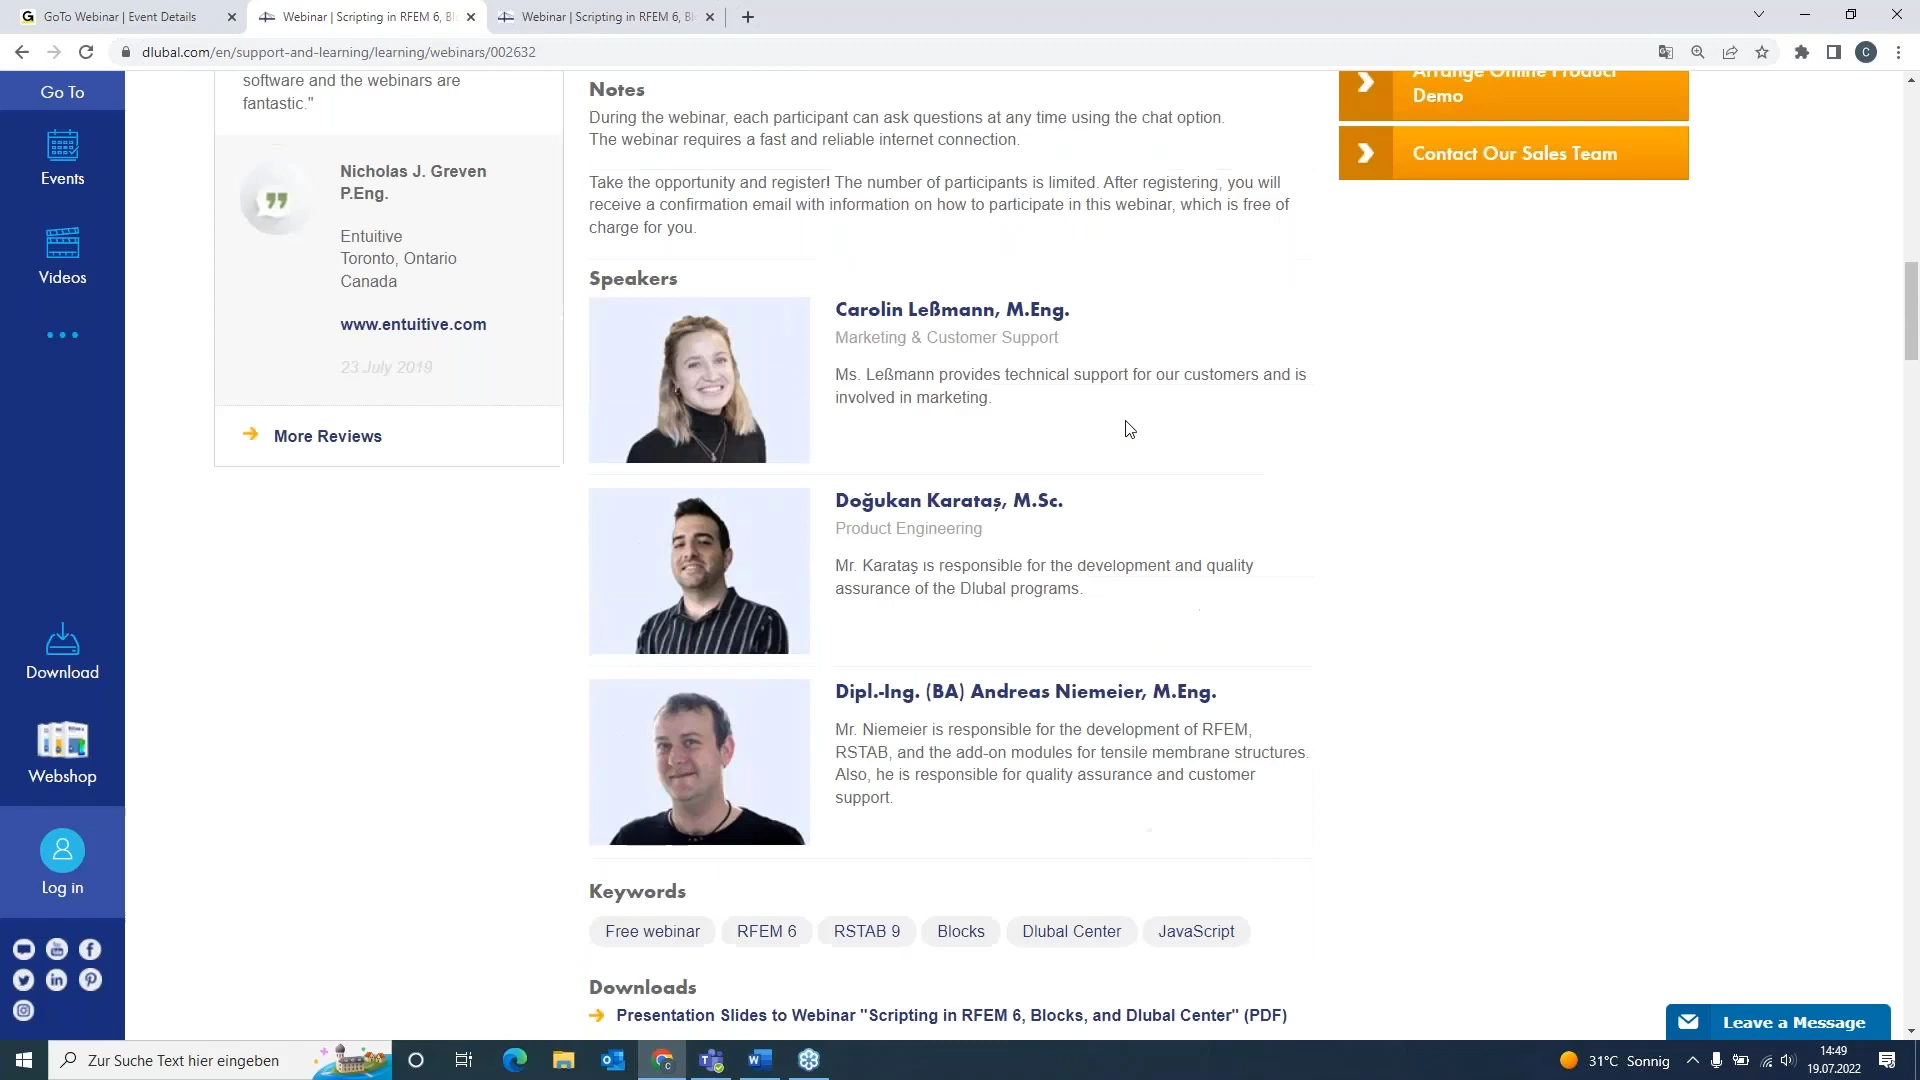 GoTo Webinar | Event Details
Webinar | Scripting in RFEM 6, Bl
Webinar | Scripting in RFEM 6, Bl
dlubal.com/en/support-and-learning/learning/webinars/002632
C
Go To
Events
Videos
Download
Webshop
Log in
software and the webinars are
fantastic."
Nicholas J. Greven
P.Eng.
Entuitive
Toronto, Ontario
Canada
www.entuitive.com
23 July 2019
More Reviews
Notes
During the webinar, each participant can ask questions at any time using the chat option.
The webinar requires a fast and reliable internet connection.
Take the opportunity and register! The number of participants is limited. After registering, you will
receive a confirmation email with information on how to participate in this webinar, which is free of
charge for you.
Speakers
Carolin Leßmann, M.Eng.
Marketing & Customer Support
Ms. Leßmann provides technical support for our customers and is
involved in marketing.
Doğukan Karataş, M.Sc.
Product Engineering
Mr. Karataş is responsible for the development and quality
assurance of the Dlubal programs.
Dipl.-Ing. (BA) Andreas Niemeier, M.Eng.
Mr. Niemeier is responsible for the development of RFEM,
RSTAB, and the add-on modules for tensile membrane structures.
Also, he is responsible for quality assurance and customer
support.
Keywords
Free webinar RFEM 6 RSTAB 9 Blocks Dlubal Center JavaScript
Downloads
Presentation Slides to Webinar "Scripting in RFEM 6, Blocks, and Dlubal Center" (PDF)
Arrange Online Product
Demo
Contact Our Sales Team
Leave a Message
Zur Suche Text hier eingeben
31°C Sonnig
14:49
19.07.2022